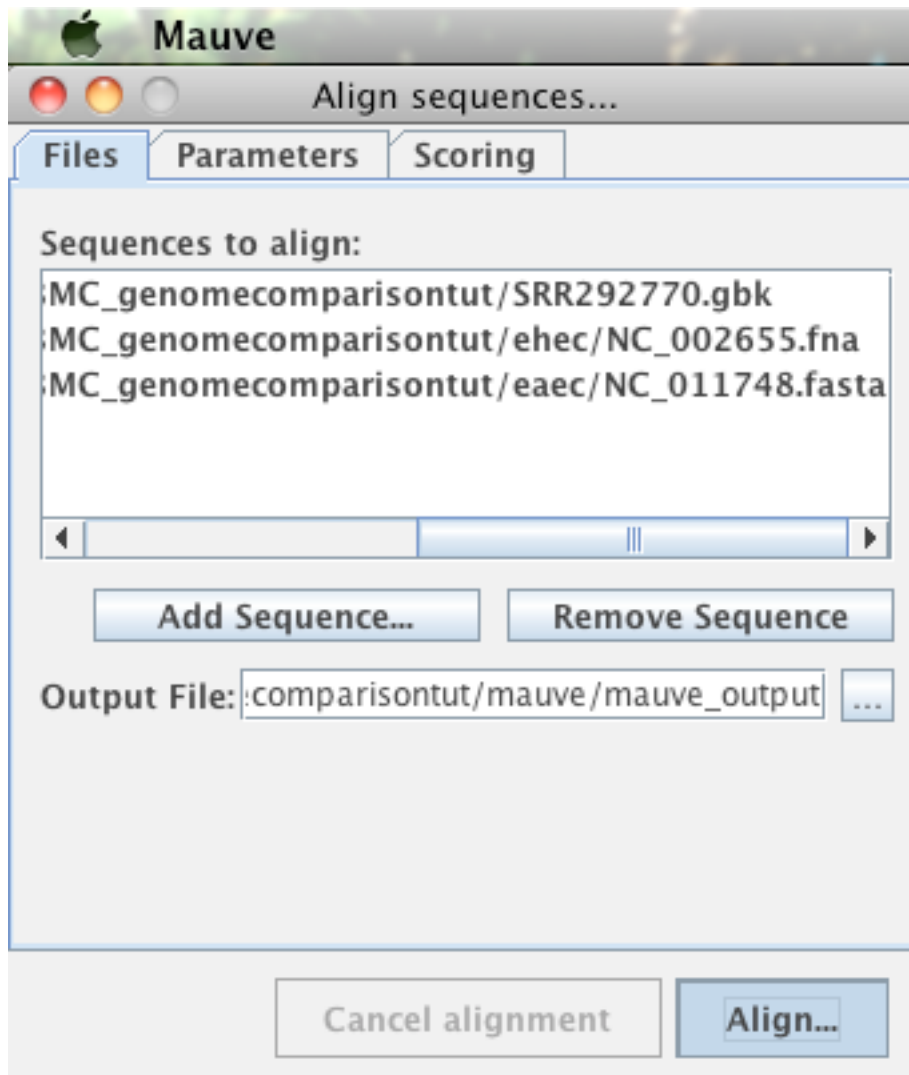 Mauve
Align sequences...
Files Parameters Scoring
Sequences to align:
MC_genomecomparisontut/SRR292770.gbk
MC_genomecomparisontut/ehec/NC_002655.fna
MC_genomecomparisontut/eaec/NC_011748.fasta
Add Sequence... Remove Sequence
Output File: comparisontut/mauve/mauve_output ...
Cancel alignment Align...